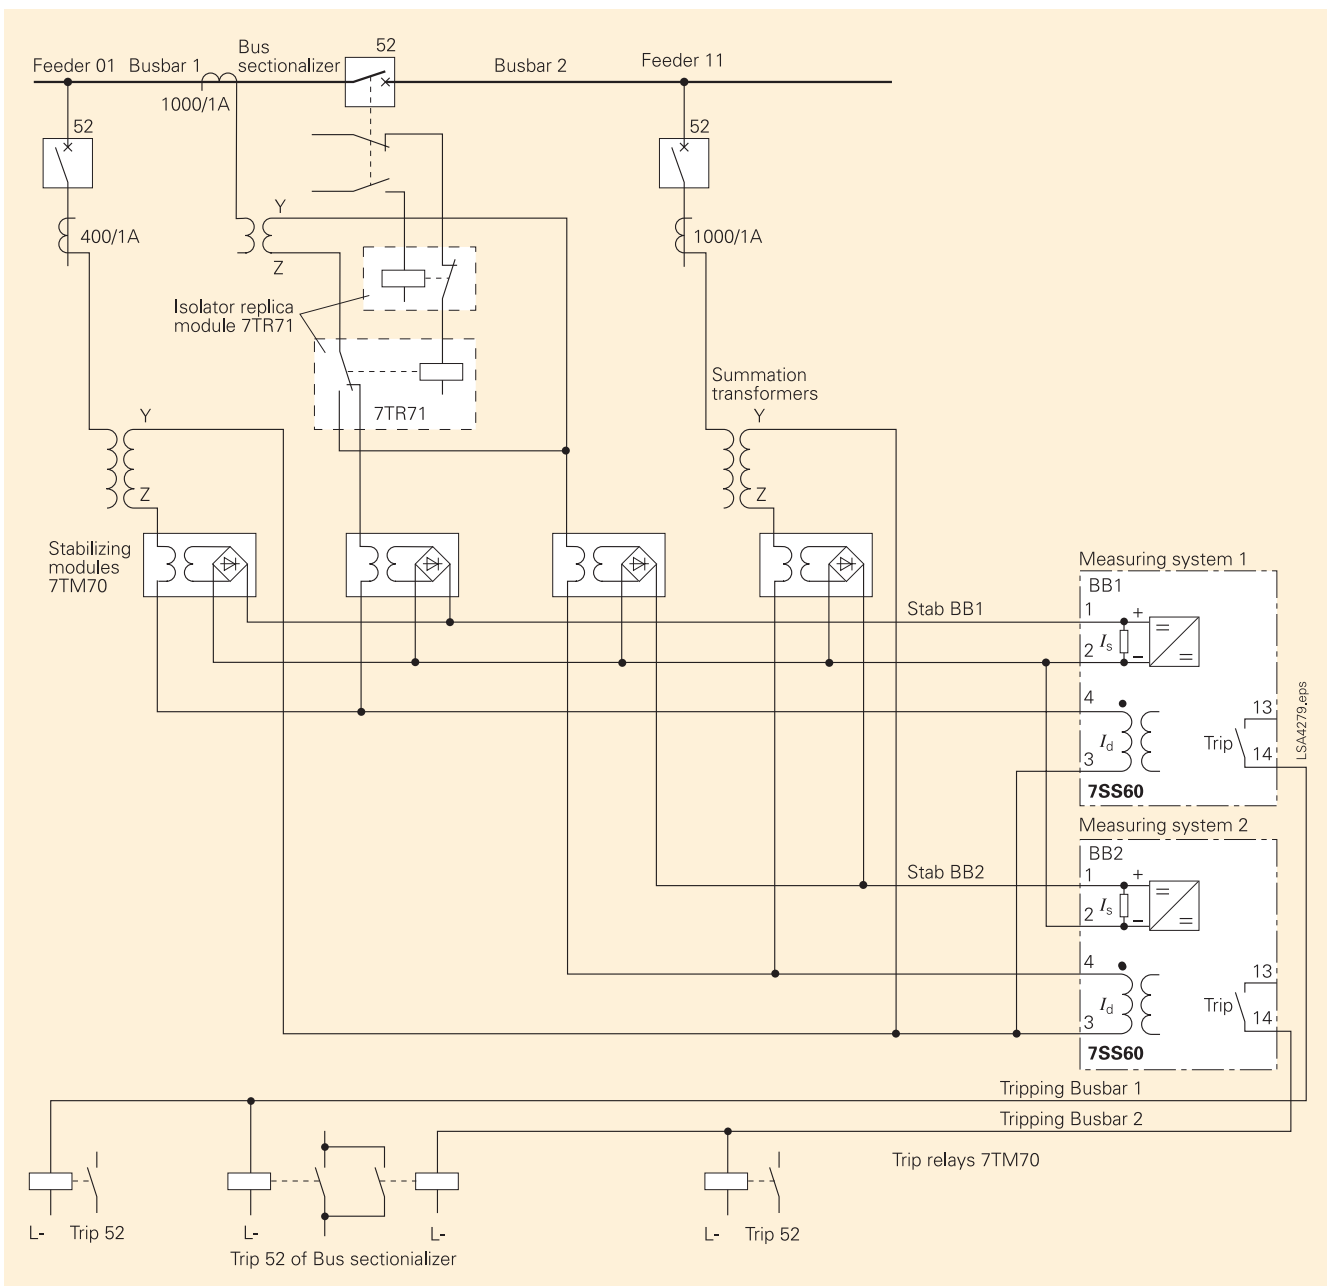 Feeder 01
Busbar 1
Bus
sectionalizer
52
Busbar 2
Feeder 11
1000/1A
52
52
400/1A
Y
Z
1000/1A
Isolator replica
module 7TR71
7TR71
Summation
transformers
Y
Z
Y
Z
Stabilizing
modules
7TM70
Measuring system 1
BB1
Stab BB1
1
+
Is
2
–
=
=
4
Id
3
Trip
13
14
7SS60
LSA4279.eps
Measuring system 2
BB2
Stab BB2
1
+
Is
2
–
=
=
4
Id
3
Trip
13
14
7SS60
Tripping Busbar 1
Tripping Busbar 2
Trip relays 7TM70
L-
Trip 52
L-
L-
Trip 52 of Bus sectionalizer
L-
Trip 52